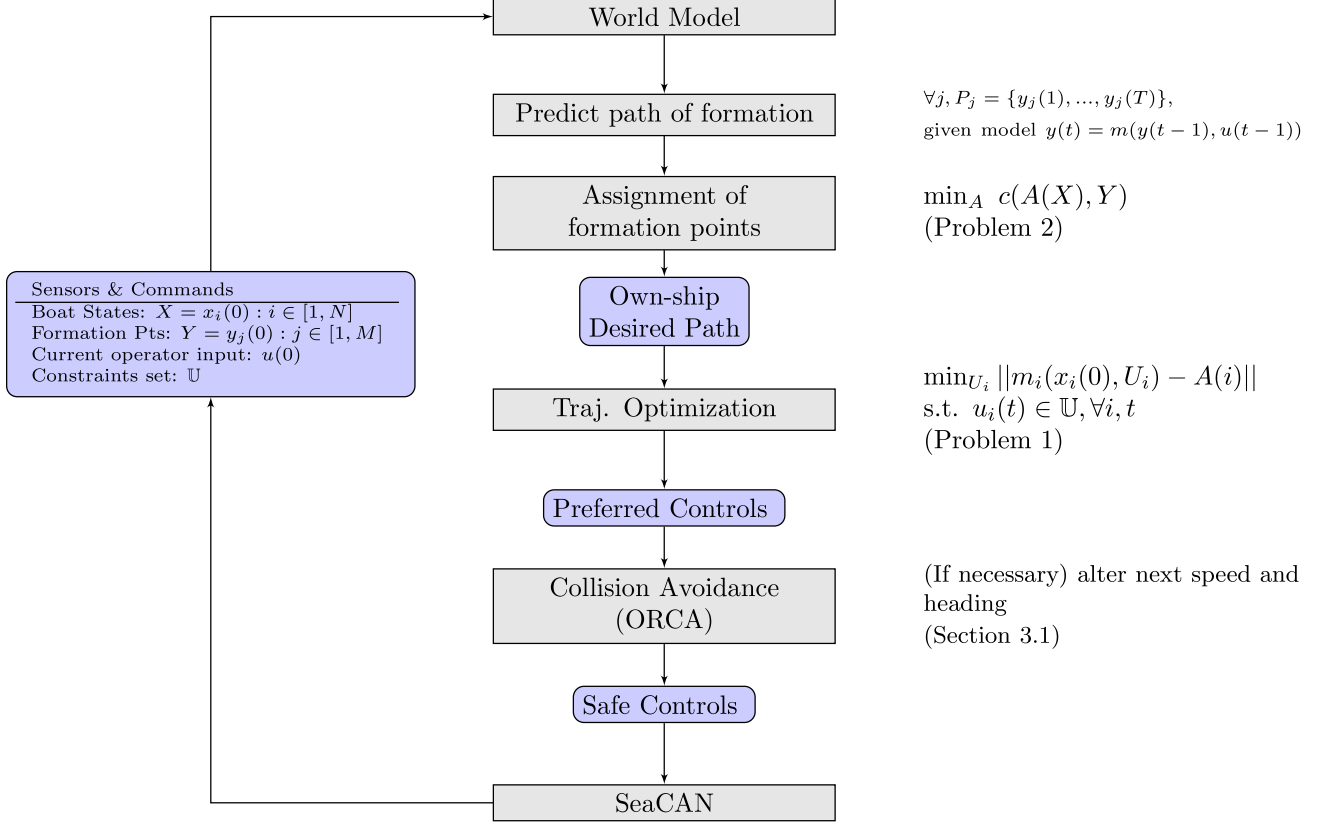 World Model
Predict path of formation
∀j, P_j = {y_j(1), ..., y_j(T)},
given model y(t) = m(y(t − 1), u(t − 1))
Assignment of
formation points
min_A c(A(X), Y)
(Problem 2)
Sensors & Commands
Boat States: X = x_i(0) : i ∈ [1, N]
Formation Pts: Y = y_j(0) : j ∈ [1, M]
Current operator input: u(0)
Constraints set: 𝕌
Own-ship
Desired Path
Traj. Optimization
min_{U_i} ||m_i(x_i(0), U_i) − A(i)||
s.t. u_i(t) ∈ 𝕌, ∀i, t
(Problem 1)
Preferred Controls
Collision Avoidance
(ORCA)
(If necessary) alter next speed and
heading
(Section 3.1)
Safe Controls
SeaCAN